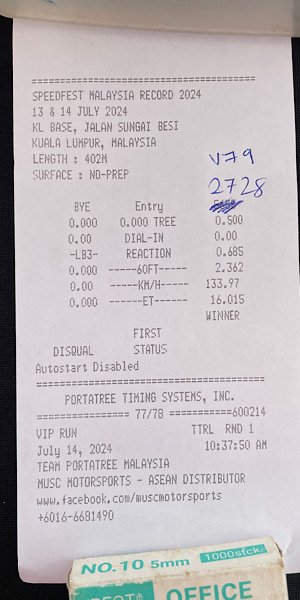 SPEEDFEST MALAYSIA RECORD 2024
13 & 14 JULY 2024
KL BASE, JALAN SUNGAI BESI
KUALA LUMPUR, MALAYSIA
LENGTH : 402M
SURFACE : NO-PREP
V79
2728
BYE Entry
0.000 0.000 TREE 0.500
0.00 DIAL-IN 0.00
-LB3- REACTION 0.685
0.000 -----60FT----- 2.362
0.00 -----KM/H----- 133.97
0.000 ------ET------ 16.015
WINNER
FIRST
DISQUAL STATUS
Autostart Disabled
PORTATREE TIMING SYSTEMS, INC.
================ 77/78 ===========600214
VIP RUN TTRL RND 1
July 14, 2024 10:37:50 AM
TEAM PORTATREE MALAYSIA
MUSC MOTORSPORTS - ASEAN DISTRIBUTOR
www.facebook.com/muscmotorsports
+6016-6681490
NO.10 5mm 1000sfck.
OFFICE